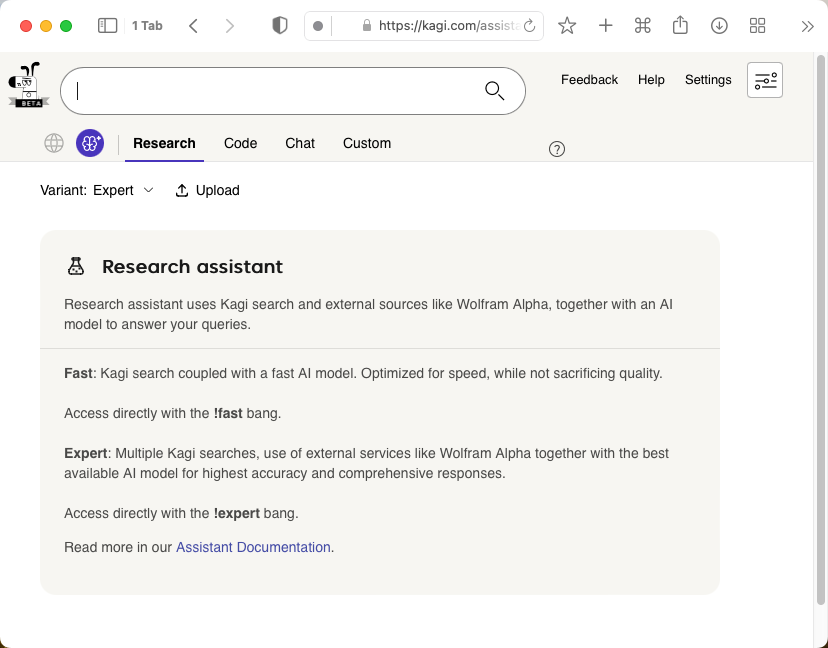 1 Tab
https://kagi.com/assist
BETA
Feedback Help Settings
Research Code Chat Custom
?
Variant: Expert Upload
Research assistant
Research assistant uses Kagi search and external sources like Wolfram Alpha, together with an AI
model to answer your queries.
Fast: Kagi search coupled with a fast AI model. Optimized for speed, while not sacrificing quality.
Access directly with the !fast bang.
Expert: Multiple Kagi searches, use of external services like Wolfram Alpha together with the best
available AI model for highest accuracy and comprehensive responses.
Access directly with the !expert bang.
Read more in our Assistant Documentation.